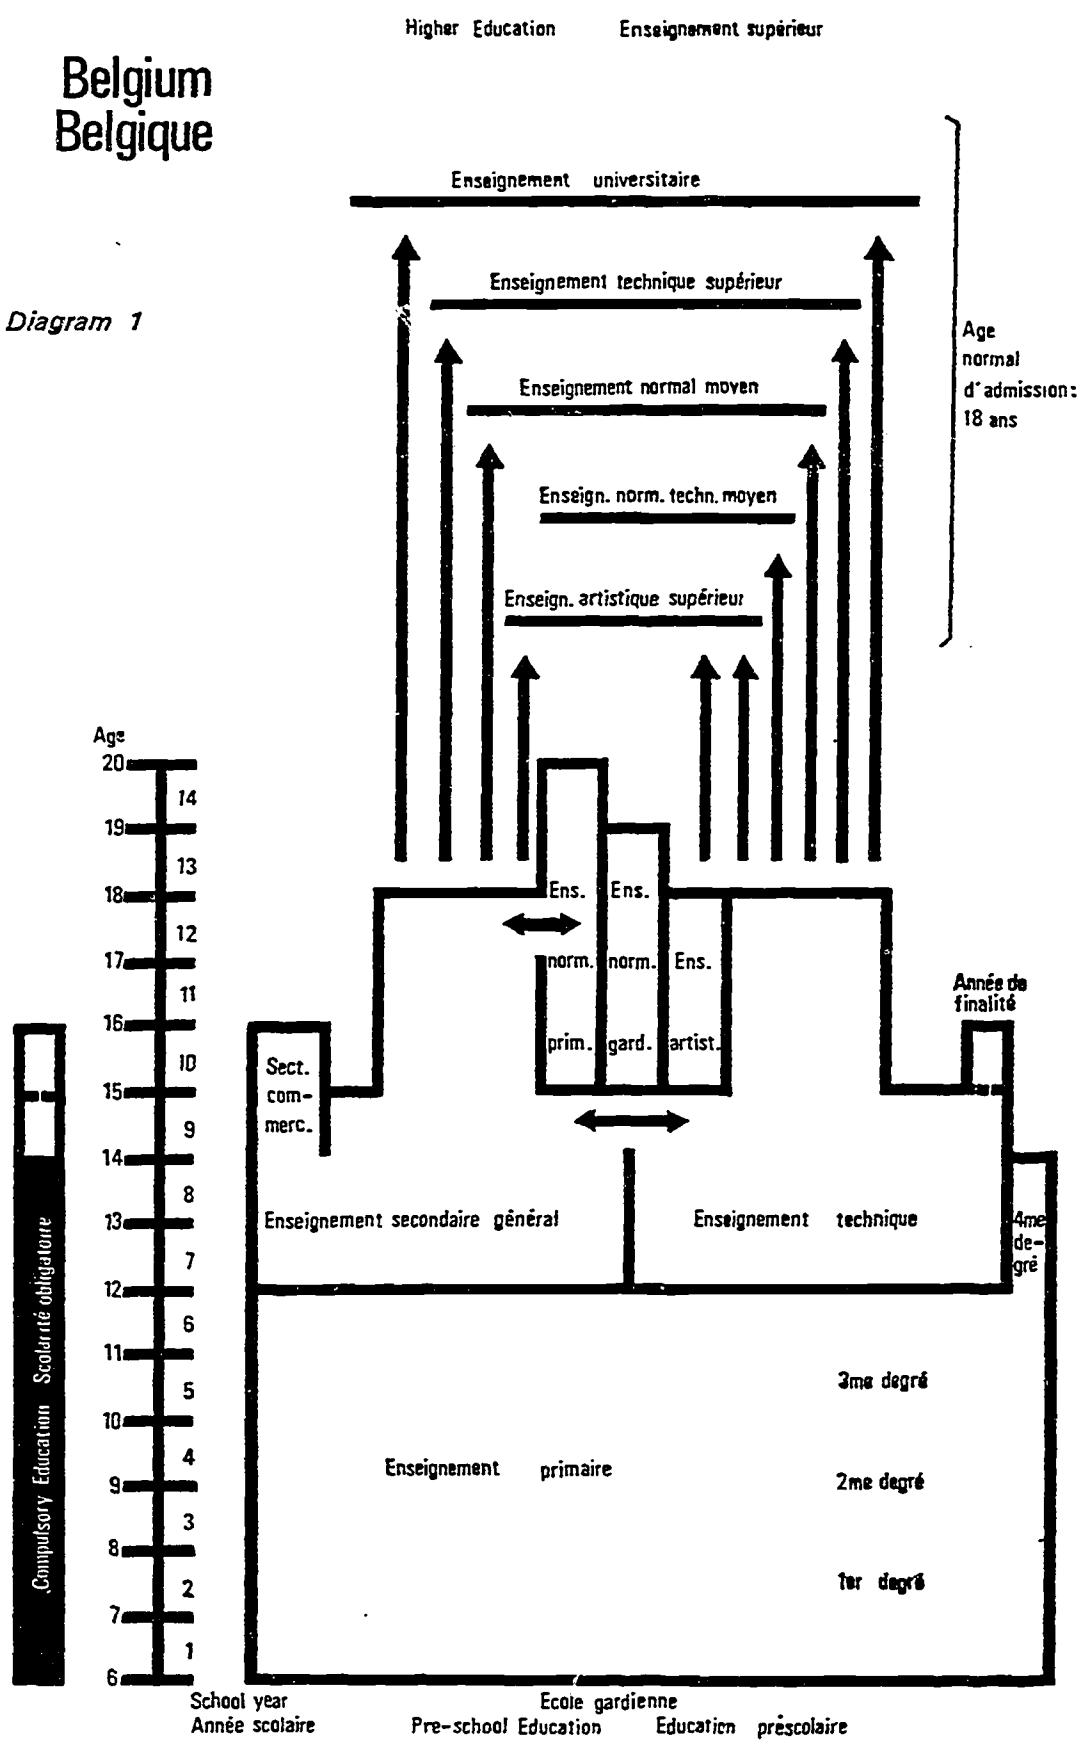 Higher Education Enseignement supérieur
Belgium
Belgique
Enseignement universitaire
Enseignement technique supérieur
Diagram 1
Age
normal
d'admission:
18 ans
Enseignement normal moyen
Enseign. norm. techn. moyen
Enseign. artistique supérieur
Age
20
14
19
13
18
12
17
11
16
10
15
9
14
8
13
7
12
6
11
5
10
4
9
3
8
2
7
1
6
Ens.
norm.
prim.
Ens.
norm.
gard.
Ens.
artist.
Année de
finalité
Sect.
com-
merc.
Enseignement secondaire général
Enseignement technique
4me
de-
gré
Compulsory Education Scolarité obligatoire
3me degré
Enseignement primaire
2me degré
1er degré
School year
Année scolaire
Ecole gardienne
Pre-school Education Education préscolaire